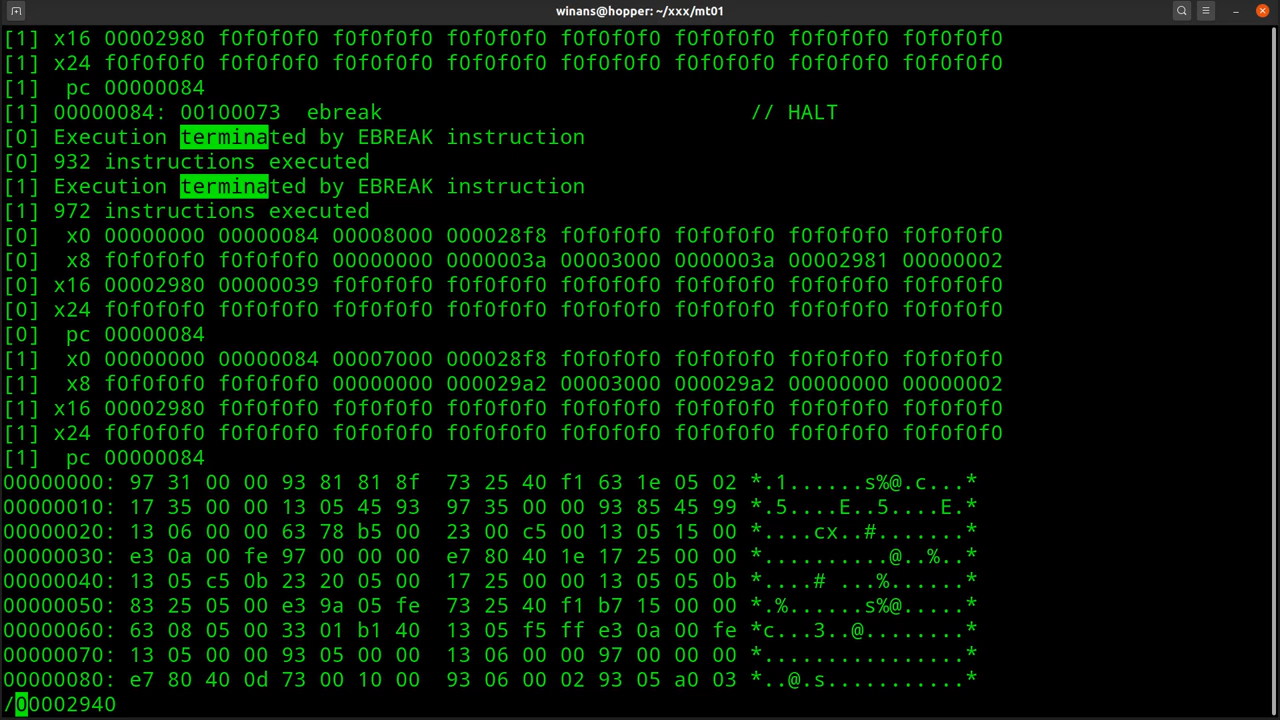 winans@hopper: ~/xxx/mt01
[1] x16 00002980 f0f0f0f0 f0f0f0f0 f0f0f0f0 f0f0f0f0 f0f0f0f0 f0f0f0f0 f0f0f0f0
[1] x24 f0f0f0f0 f0f0f0f0 f0f0f0f0 f0f0f0f0 f0f0f0f0 f0f0f0f0 f0f0f0f0 f0f0f0f0
[1]  pc 00000084
[1] 00000084: 00100073  ebreak                             // HALT
[0] Execution terminated by EBREAK instruction
[0] 932 instructions executed
[1] Execution terminated by EBREAK instruction
[1] 972 instructions executed
[0]  x0 00000000 00000084 00008000 000028f8 f0f0f0f0 f0f0f0f0 f0f0f0f0 f0f0f0f0
[0]  x8 f0f0f0f0 f0f0f0f0 00000000 0000003a 00003000 0000003a 00002981 00000002
[0] x16 00002980 00000039 f0f0f0f0 f0f0f0f0 f0f0f0f0 f0f0f0f0 f0f0f0f0 f0f0f0f0
[0] x24 f0f0f0f0 f0f0f0f0 f0f0f0f0 f0f0f0f0 f0f0f0f0 f0f0f0f0 f0f0f0f0 f0f0f0f0
[0]  pc 00000084
[1]  x0 00000000 00000084 00007000 000028f8 f0f0f0f0 f0f0f0f0 f0f0f0f0 f0f0f0f0
[1]  x8 f0f0f0f0 f0f0f0f0 00000000 000029a2 00003000 000029a2 00000000 00000002
[1] x16 00002980 f0f0f0f0 f0f0f0f0 f0f0f0f0 f0f0f0f0 f0f0f0f0 f0f0f0f0 f0f0f0f0
[1] x24 f0f0f0f0 f0f0f0f0 f0f0f0f0 f0f0f0f0 f0f0f0f0 f0f0f0f0 f0f0f0f0 f0f0f0f0
[1]  pc 00000084
00000000: 97 31 00 00 93 81 81 8f  73 25 40 f1 63 1e 05 02 *.1......s%@.c...*
00000010: 17 35 00 00 13 05 45 93  97 35 00 00 93 85 45 99 *.5....E..5....E.*
00000020: 13 06 00 00 63 78 b5 00  23 00 c5 00 13 05 15 00 *....cx..#.......*
00000030: e3 0a 00 fe 97 00 00 00  e7 80 40 1e 17 25 00 00 *..........@..%..*
00000040: 13 05 c5 0b 23 20 05 00  17 25 00 00 13 05 05 0b *....# ...%......*
00000050: 83 25 05 00 e3 9a 05 fe  73 25 40 f1 b7 15 00 00 *.%......s%@.....*
00000060: 63 08 05 00 33 01 b1 40  13 05 f5 ff e3 0a 00 fe *c...3..@........*
00000070: 13 05 00 00 93 05 00 00  13 06 00 00 97 00 00 00 *................*
00000080: e7 80 40 0d 73 00 10 00  93 06 00 02 93 05 a0 03 *..@.s...........*
/00002940